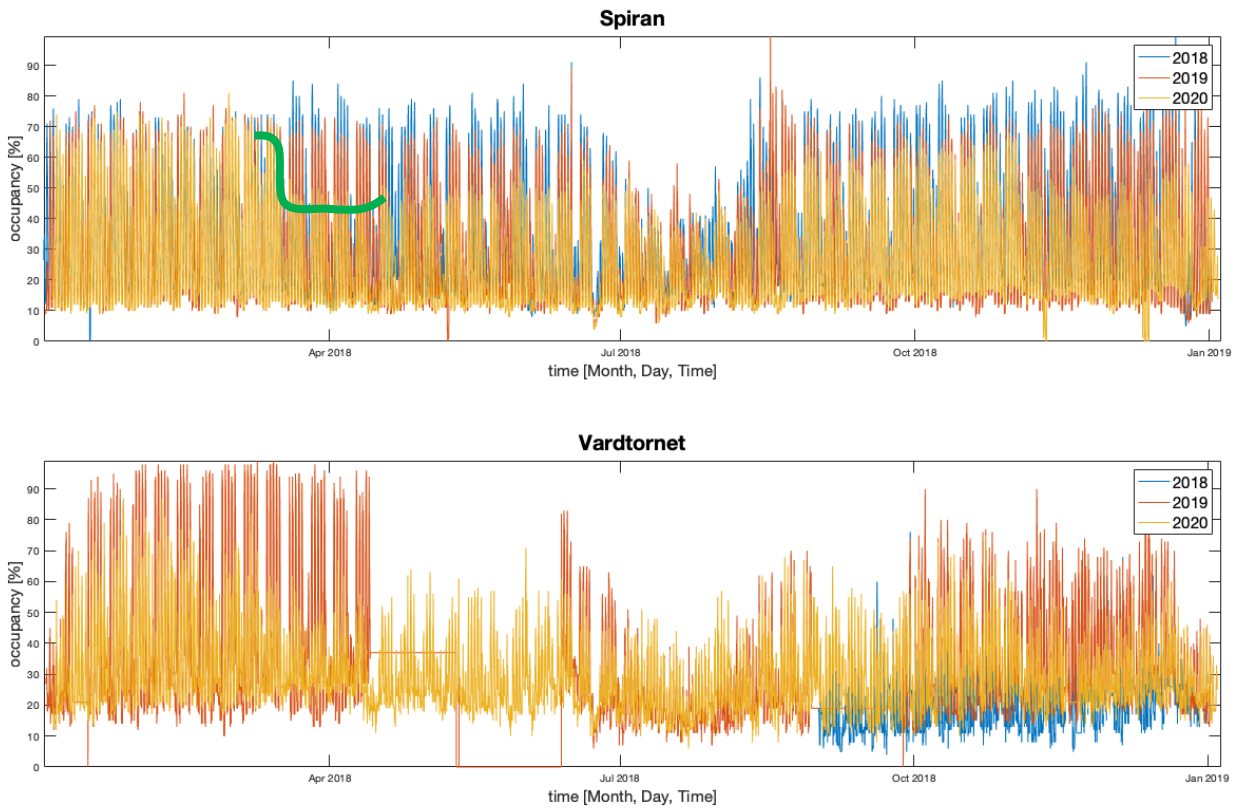 Spiran
90
80
70
60
50
40
30
20
10
0
occupancy [%]
2018
2019
2020
Apr 2018
Jul 2018
Oct 2018
Jan 2019
time [Month, Day, Time]
Vardtornet
90
80
70
60
50
40
30
20
10
0
occupancy [%]
2018
2019
2020
Apr 2018
Jul 2018
Oct 2018
Jan 2019
time [Month, Day, Time]